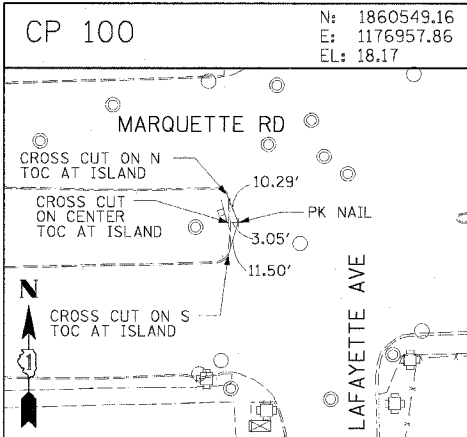 CP 100
N: 1860549.16
E: 1176957.86
EL: 18.17
MARQUETTE RD
CROSS CUT ON N
TOC AT ISLAND
10.29'
CROSS CUT
ON CENTER
TOC AT ISLAND
PK NAIL
3.05'
11.50'
N
CROSS CUT ON S
TOC AT ISLAND
LAFAYETTE AVE
1